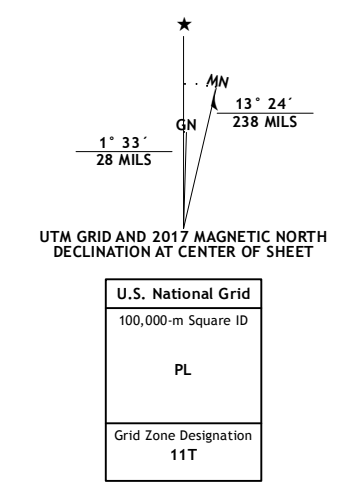 ★
MN
13° 24´
238 MILS
GN
1° 33´
28 MILS
UTM GRID AND 2017 MAGNETIC NORTH
DECLINATION AT CENTER OF SHEET
U.S. National Grid
100,000-m Square ID
PL
Grid Zone Designation
11T